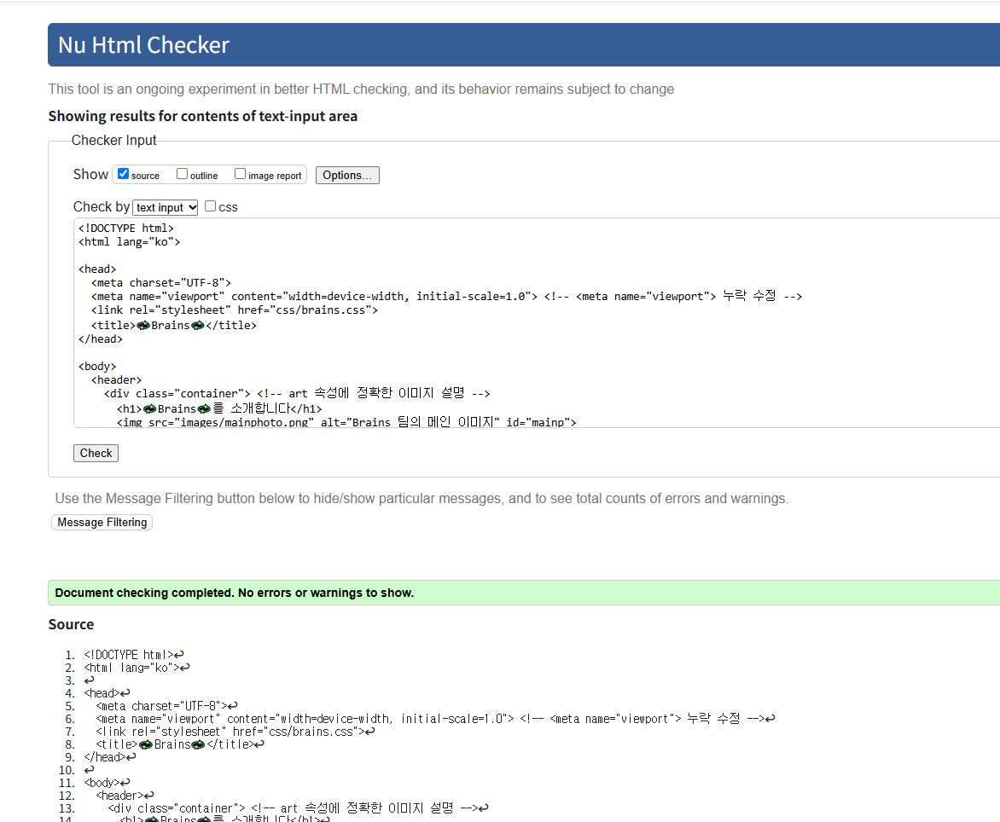 Nu Html Checker
This tool is an ongoing experiment in better HTML checking, and its behavior remains subject to change
Showing results for contents of text-input area
Checker Input
Show source outline image report Options...
Check by text input css
<!DOCTYPE html>
<html lang="ko">
<head>
<meta charset="UTF-8">
<meta name="viewport" content="width=device-width, initial-scale=1.0"> <!-- <meta name="viewport"> 누락 수정 -->
<link rel="stylesheet" href="css/brains.css">
<title>Brains</title>
</head>
<body>
<header>
<div class="container"> <!-- art 속성에 정확한 이미지 설명 -->
<h1>Brains를 소개합니다</h1>
<img src="images/mainphoto.png" alt="Brains 팀의 메인 이미지" id="mainp">
Check
Use the Message Filtering button below to hide/show particular messages, and to see total counts of errors and warnings.
Message Filtering
Document checking completed. No errors or warnings to show.
Source
1. <!DOCTYPE html>↩
2. <html lang="ko">↩
3. ↩
4. <head>↩
5. <meta charset="UTF-8">↩
6. <meta name="viewport" content="width=device-width, initial-scale=1.0"> <!-- <meta name="viewport"> 누락 수정 -->↩
7. <link rel="stylesheet" href="css/brains.css">↩
8. <title>Brains</title>↩
9. </head>↩
10. ↩
11. <body>↩
12. <header>↩
13. <div class="container"> <!-- art 속성에 정확한 이미지 설명 -->↩
14. <h1>Brains를 소개합니다</h1>↩